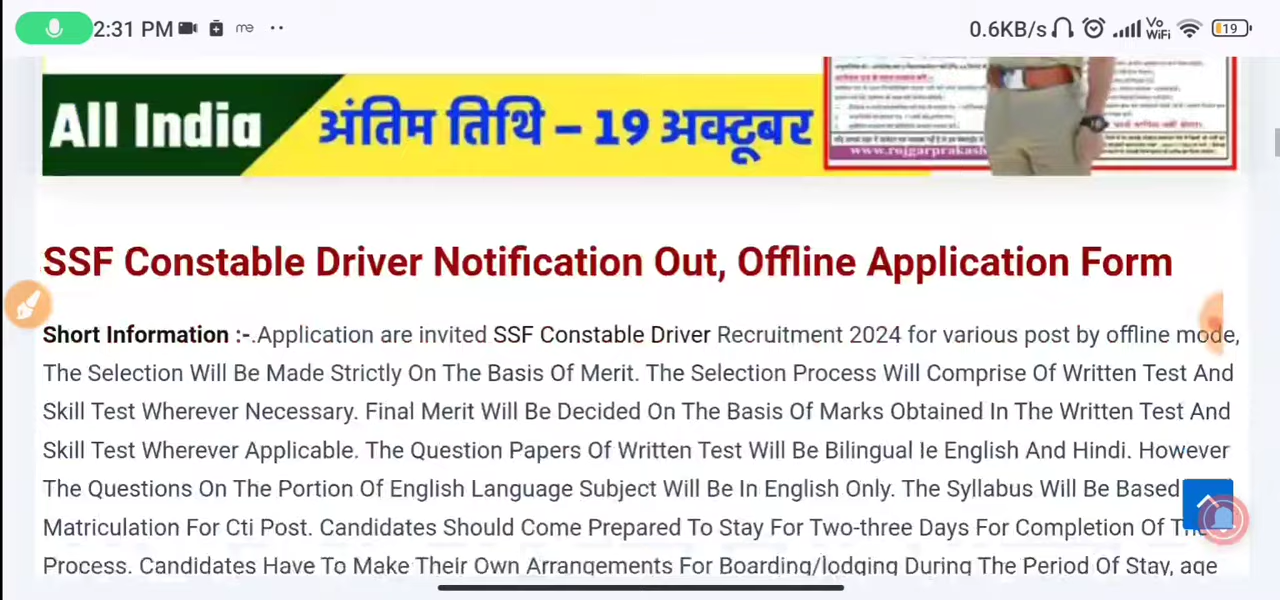 2:31 PM
0.6KB/s Vo WiFi 19
All India अंतिम तिथि – 19 अक्टूबर
www.rojgarprakash
SSF Constable Driver Notification Out, Offline Application Form
Short Information :-.Application are invited SSF Constable Driver Recruitment 2024 for various post by offline mode,
The Selection Will Be Made Strictly On The Basis Of Merit. The Selection Process Will Comprise Of Written Test And
Skill Test Wherever Necessary. Final Merit Will Be Decided On The Basis Of Marks Obtained In The Written Test And
Skill Test Wherever Applicable. The Question Papers Of Written Test Will Be Bilingual Ie English And Hindi. However
The Questions On The Portion Of English Language Subject Will Be In English Only. The Syllabus Will Be Based
Matriculation For Cti Post. Candidates Should Come Prepared To Stay For Two-three Days For Completion Of The
Process. Candidates Have To Make Their Own Arrangements For Boarding/lodging During The Period Of Stay, age